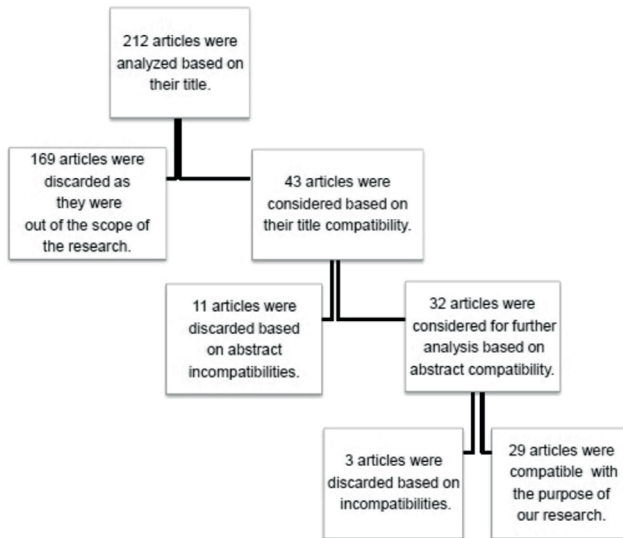 212 articles were
analyzed based on
their title.
169 articles were
discarded as
they were
out of the scope of
the research.
43 articles were
considered based on
their title compatibility.
11 articles were
discarded based
on abstract
incompatibilities.
32 articles were
considered for further
analysis based on
abstract compatibility.
3 articles were
discarded based on
incompatibilities.
29 articles were
compatible with
the purpose of
our research.